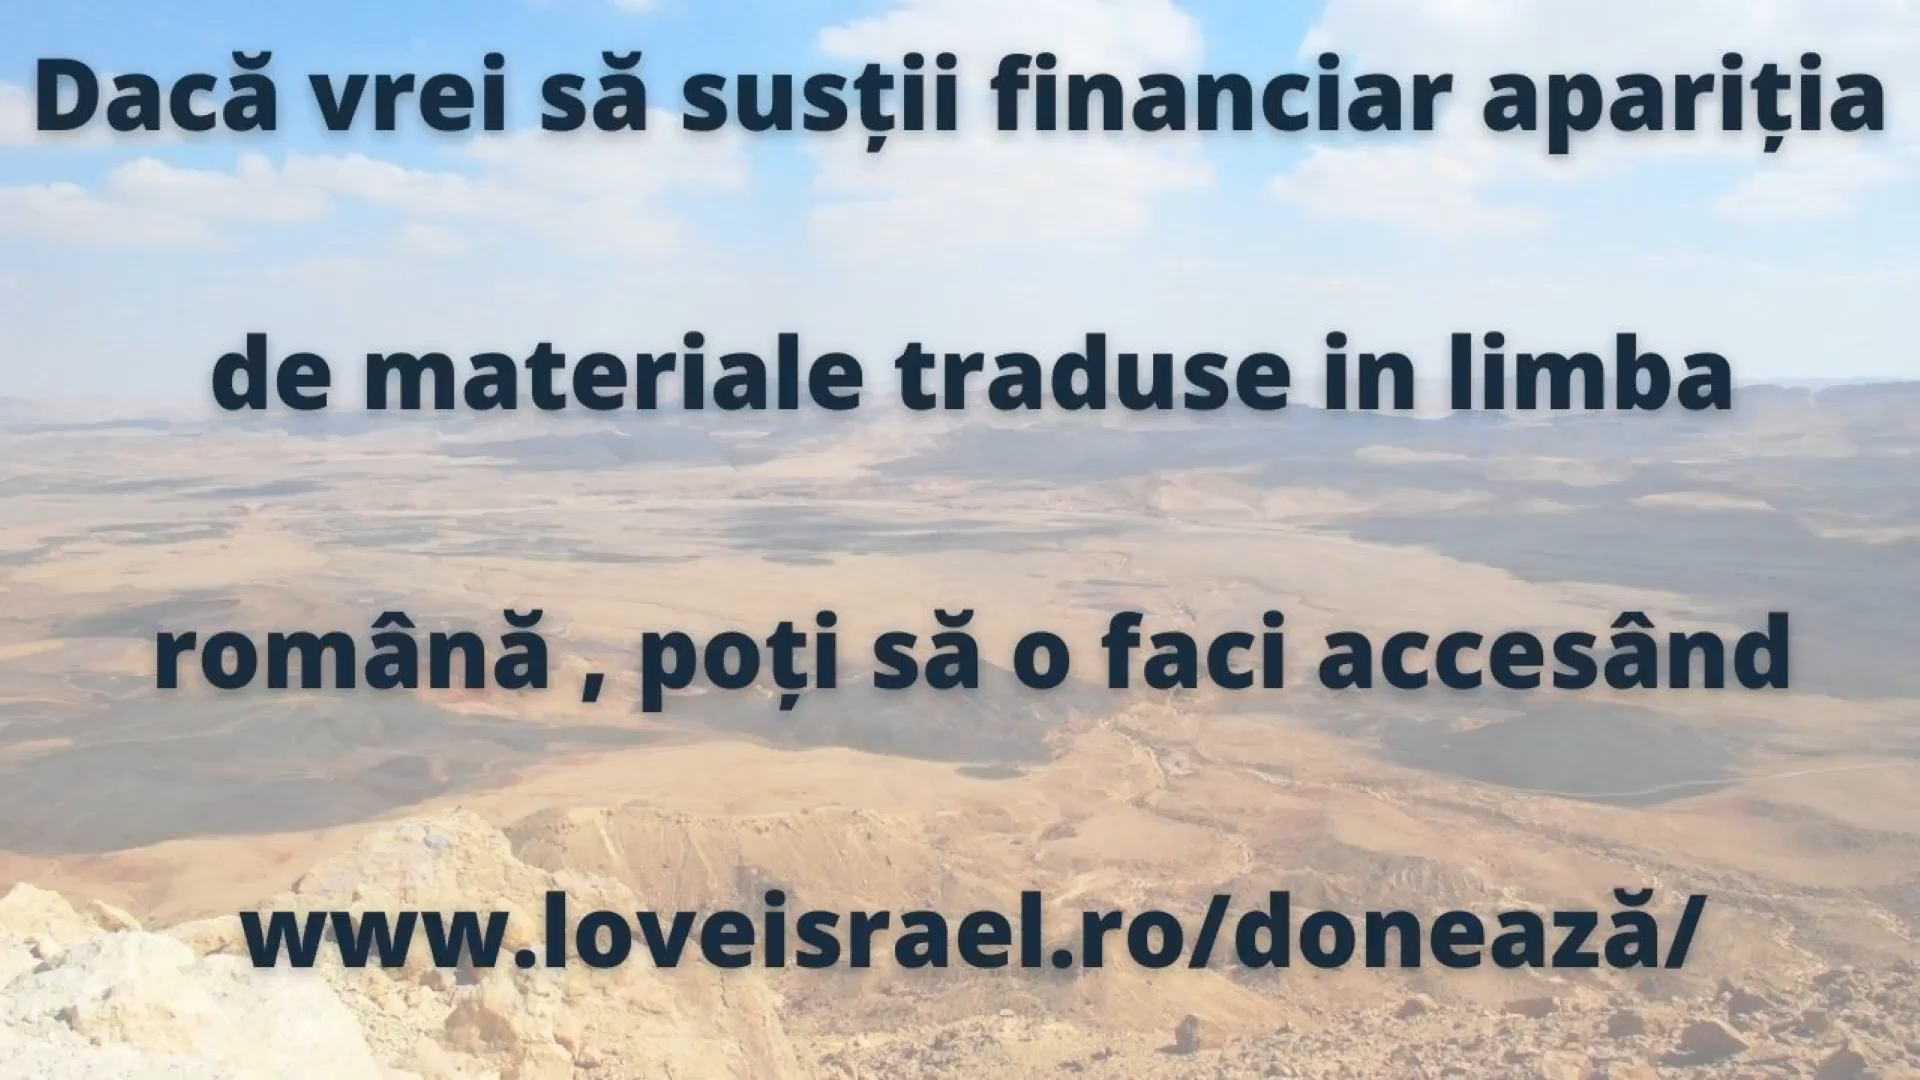 Dacă vrei să susții financiar apariția
de materiale traduse in limba
română , poți să o faci accesând
www.loveisrael.ro/donează/